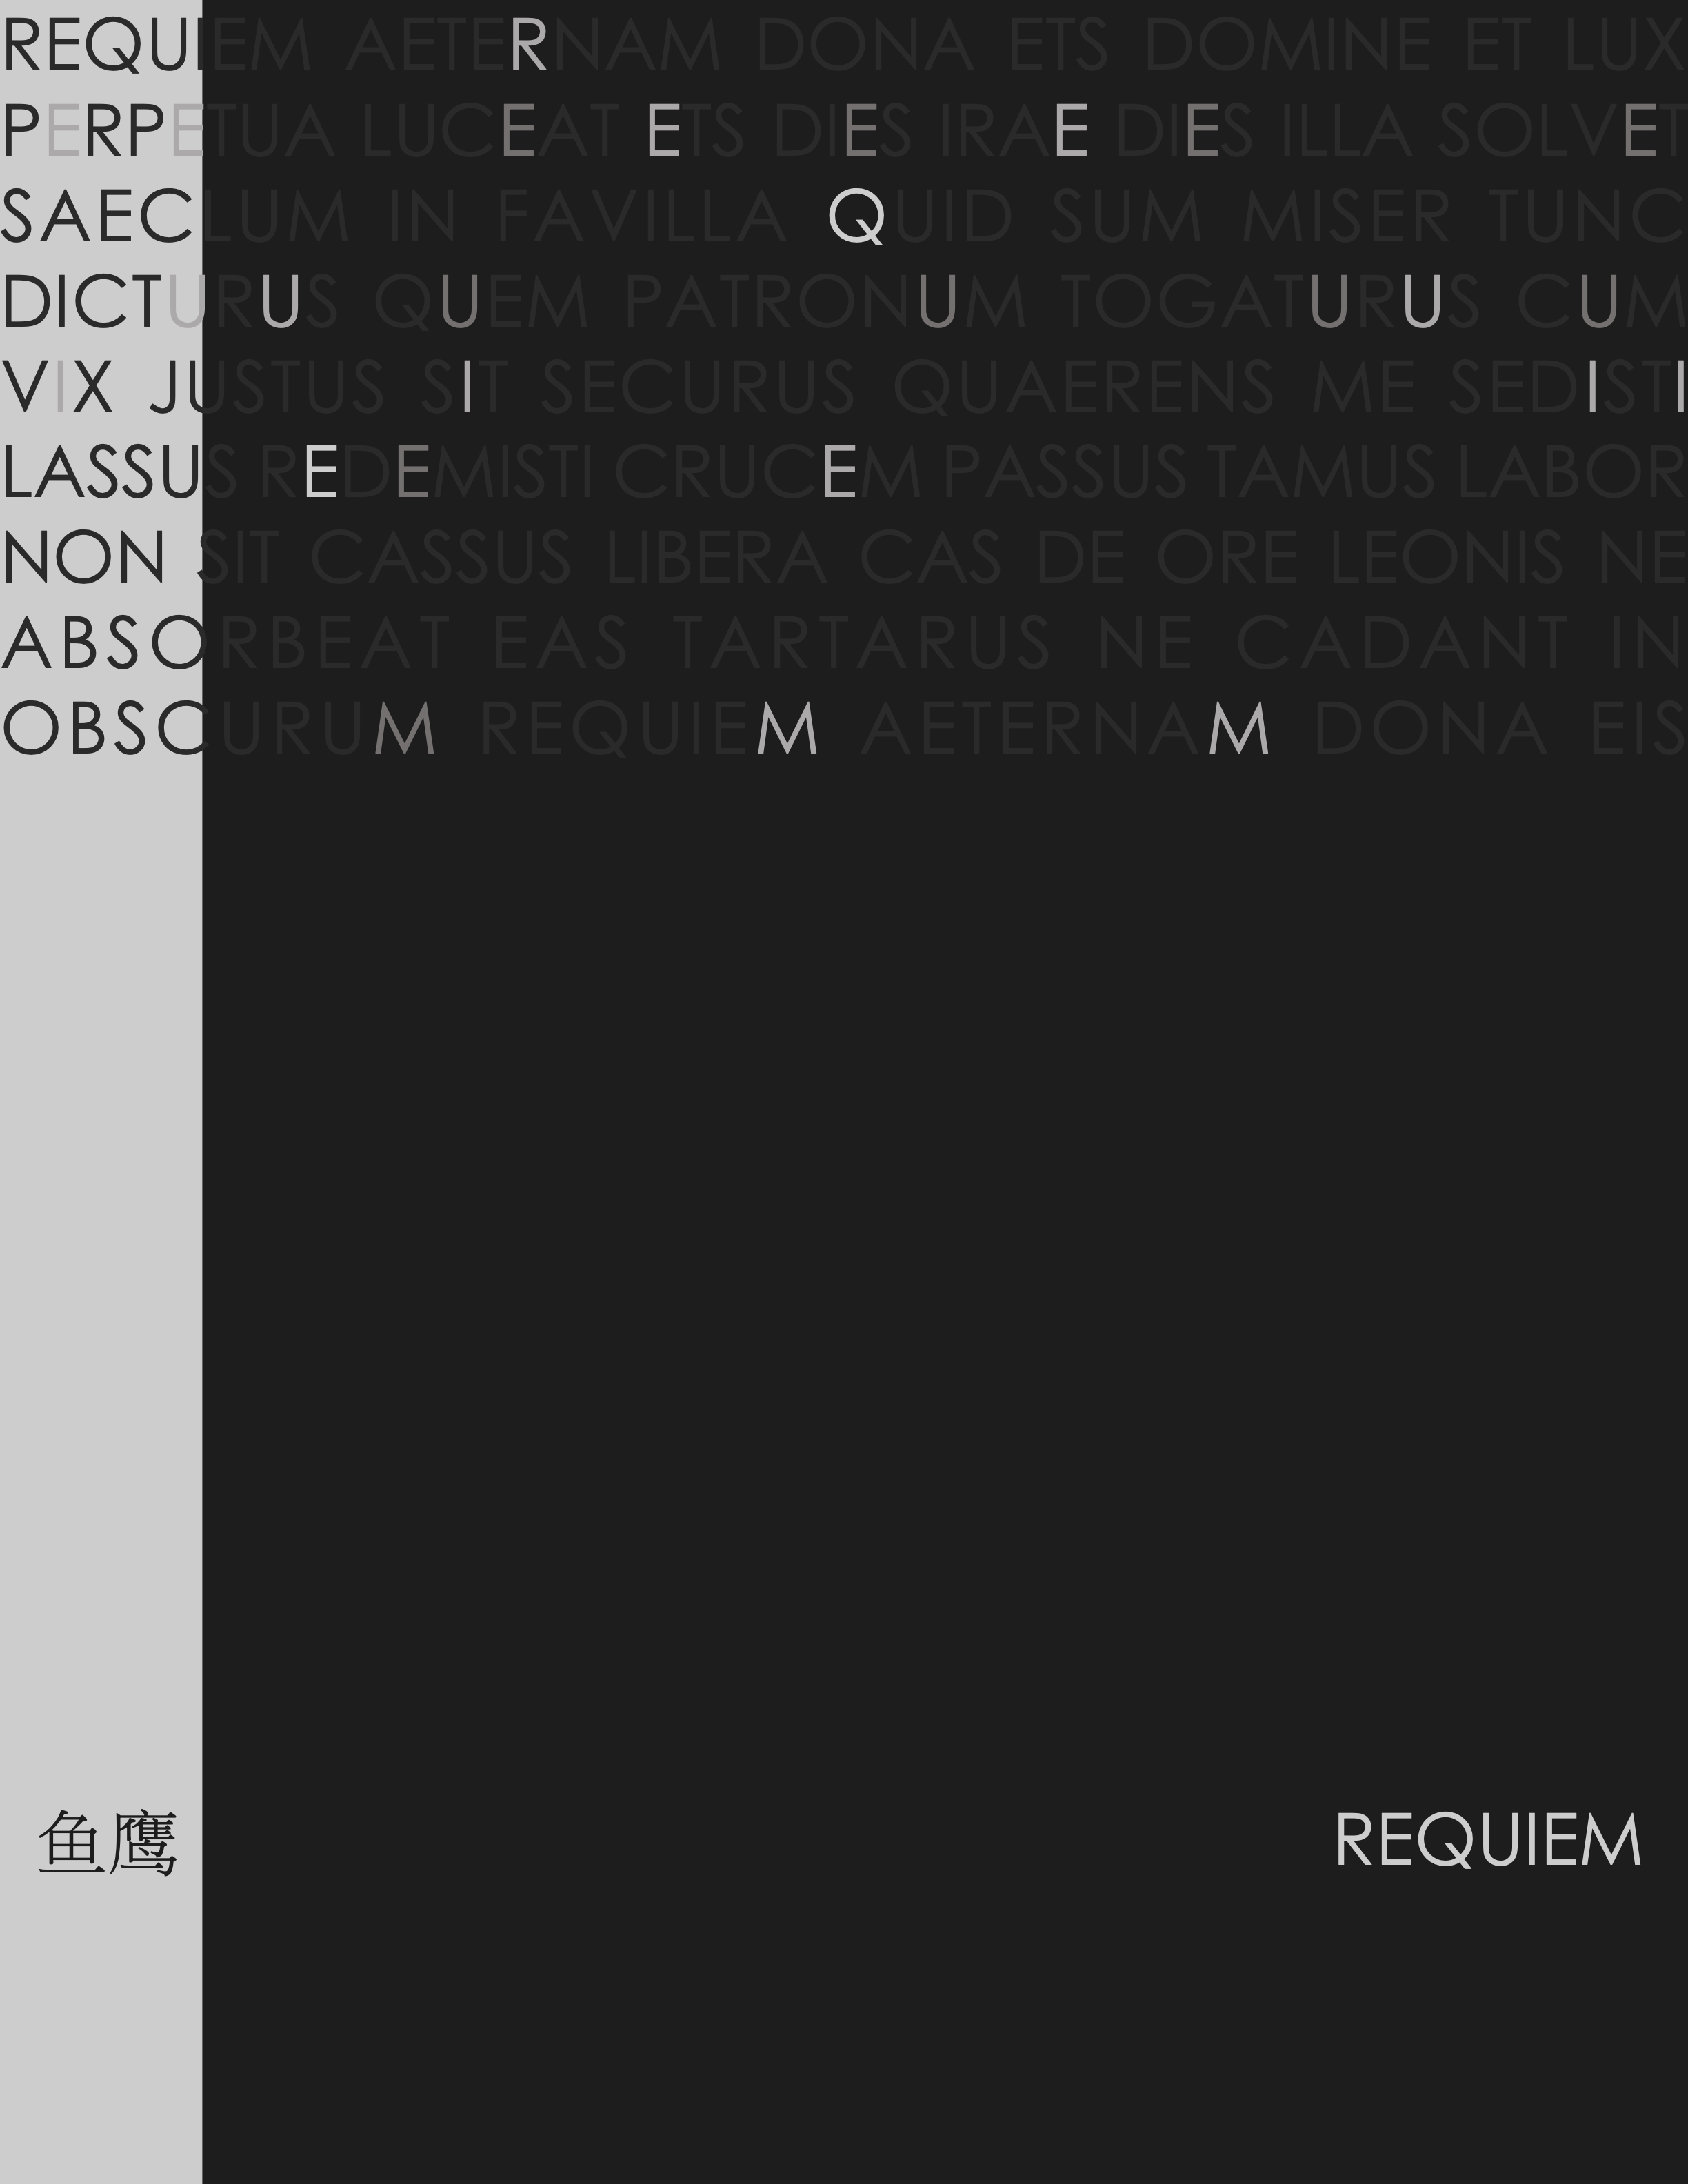 REQUIEM AETERNAM DONA ETS DOMINE ET LUX
PERPETUA LUCEAT ETS DIES IRAE DIES ILLA SOLVET
SAECLUM IN FAVILLA QUID SUM MISER TUNC
DICTURUS QUEM PATRONUM TOGATURUS CUM
VIX JUSTUS SIT SECURUS QUAERENS ME SEDISTI
LASSUS REDEMISTI CRUCEM PASSUS TAMUS LABOR
NON SIT CASSUS LIBERA CAS DE ORE LEONIS NE
ABSORBEAT EAS TARTARUS NE CADANT IN
OBSCURUM REQUIEM AETERNAM DONA EIS
鱼鹰 REQUIEM